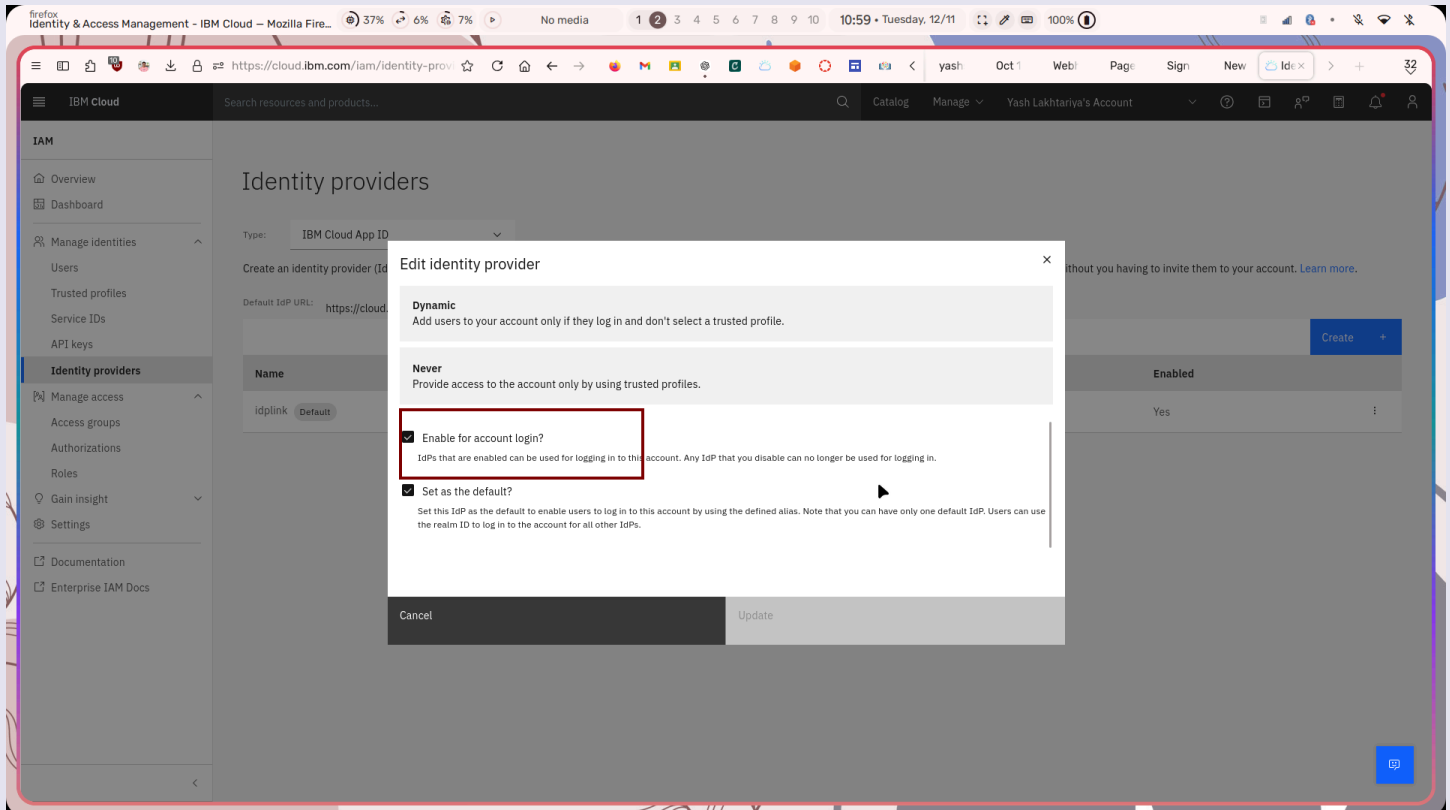 firefox
Identity & Access Management - IBM Cloud — Mozilla Fire...
37%
6%
7%
No media
1 2 3 4 5 6 7 8 9 10
10:59 • Tuesday, 12/11
100%
https://cloud.ibm.com/iam/identity-prov
yash
Oct 1
Web
Page
Sign
New
Ide
32
IBM Cloud
Search resources and products...
Catalog
Manage
Yash Lakhtariya's Account
IAM
Overview
Dashboard
Manage identities
Users
Trusted profiles
Service IDs
API keys
Identity providers
Manage access
Access groups
Authorizations
Roles
Gain insight
Settings
Documentation
Enterprise IAM Docs
Identity providers
Type:
IBM Cloud App ID
Create an identity provider (Id
ithout you having to invite them to your account. Learn more.
Default IdP URL:
https://cloud.
Create +
Name
Enabled
idplink
Default
Yes
Edit identity provider
Dynamic
Add users to your account only if they log in and don't select a trusted profile.
Never
Provide access to the account only by using trusted profiles.
Enable for account login?
IdPs that are enabled can be used for logging in to this account. Any IdP that you disable can no longer be used for logging in.
Set as the default?
Set this IdP as the default to enable users to log in to this account by using the defined alias. Note that you can have only one default IdP. Users can use
the realm ID to log in to the account for all other IdPs.
Cancel
Update